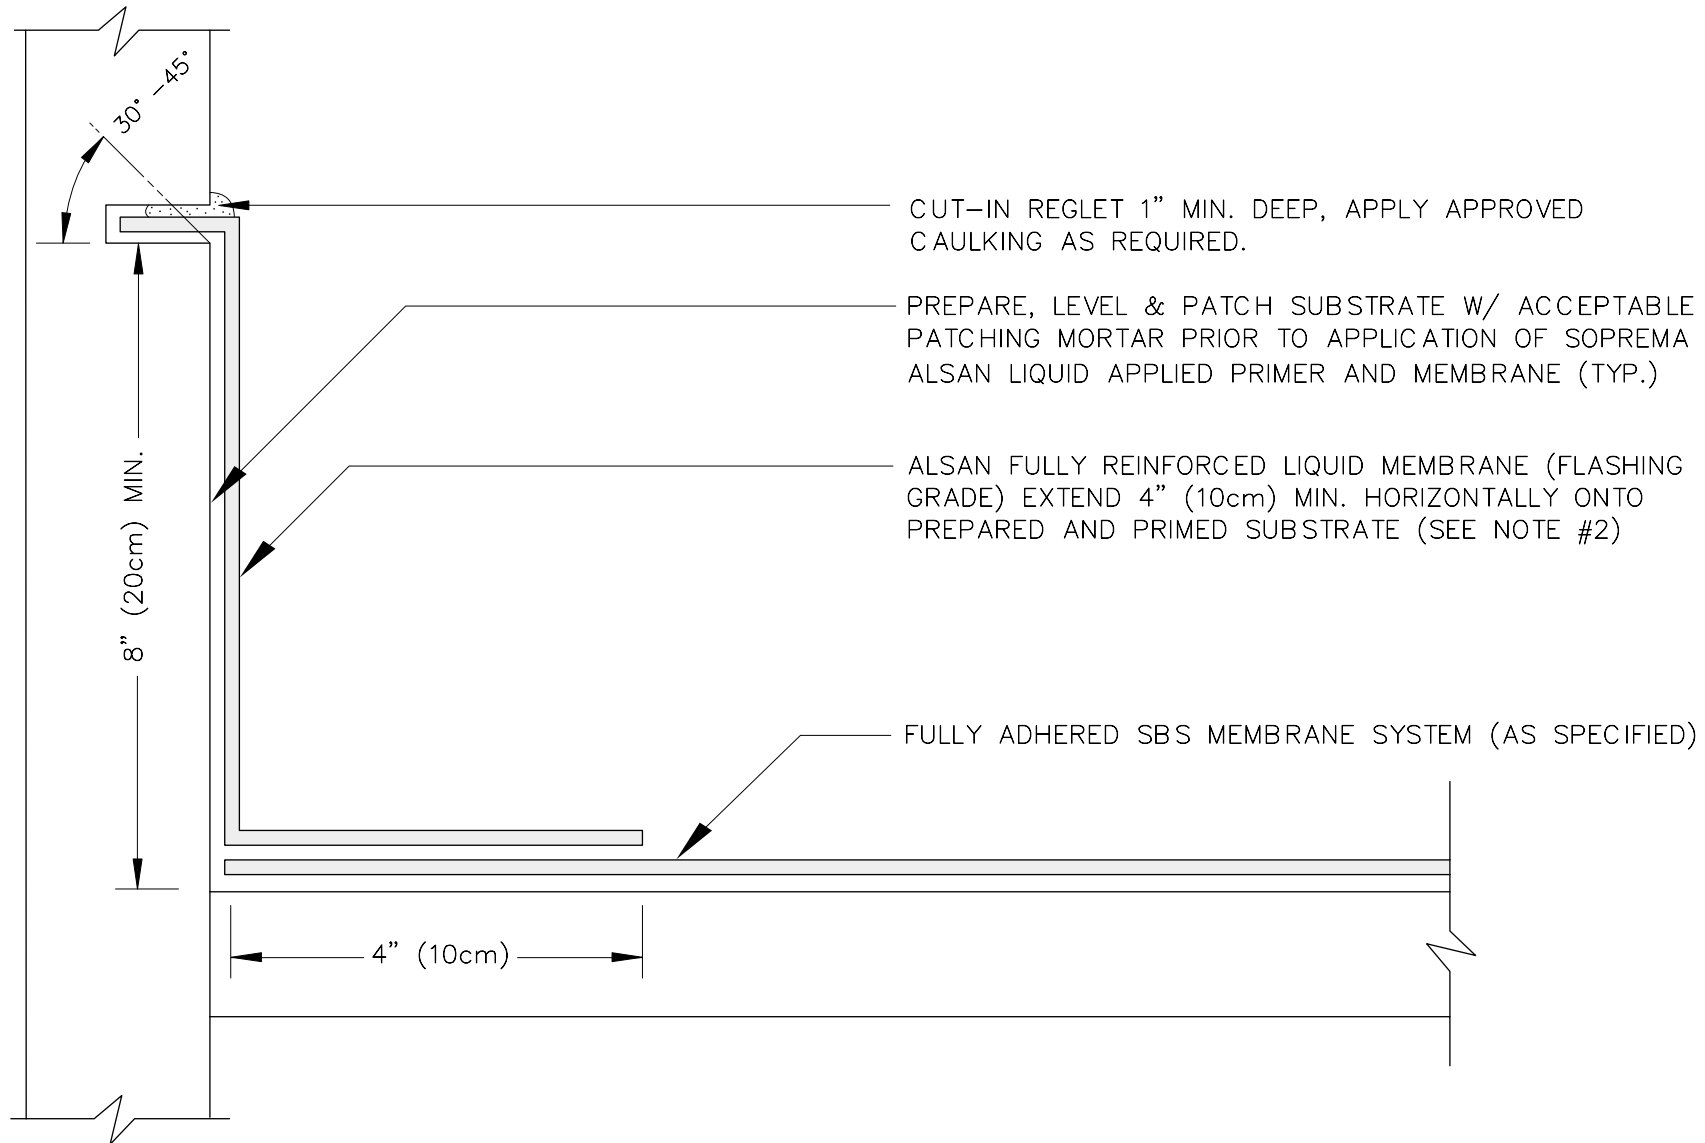 30° -45°
CUT-IN REGLET 1" MIN. DEEP, APPLY APPROVED
CAULKING AS REQUIRED.
PREPARE, LEVEL & PATCH SUBSTRATE W/ ACCEPTABLE
PATCHING MORTAR PRIOR TO APPLICATION OF SOPREMA
ALSAN LIQUID APPLIED PRIMER AND MEMBRANE (TYP.)
ALSAN FULLY REINFORCED LIQUID MEMBRANE (FLASHING
GRADE) EXTEND 4" (10cm) MIN. HORIZONTALLY ONTO
PREPARED AND PRIMED SUBSTRATE (SEE NOTE #2)
8" (20cm) MIN.
FULLY ADHERED SBS MEMBRANE SYSTEM (AS SPECIFIED)
4" (10cm)